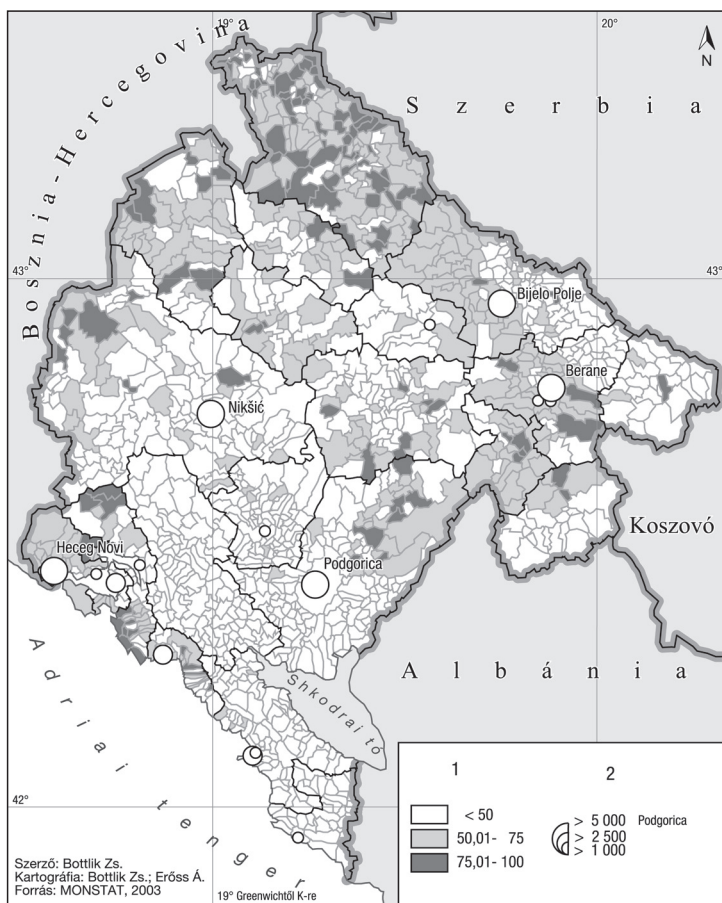 19°
20°
N
Bosznia-Hercegovina
Szerbia
43°
43°
Bijelo Polje
Berane
Nikšić
Koszovó
Heceg Novi
Podgorica
Adriai tenger
Shkodrai tó
Albánia
42°
1
2
< 50
50,01- 75
75,01-100
> 5 000
Podgorica
> 2 500
> 1 000
Szerző: Bottlik Zs.
Kartográfia: Bottlik Zs.; Erőss Á.
Forrás: MONSTAT, 2003
19° Greenwichtől K-re